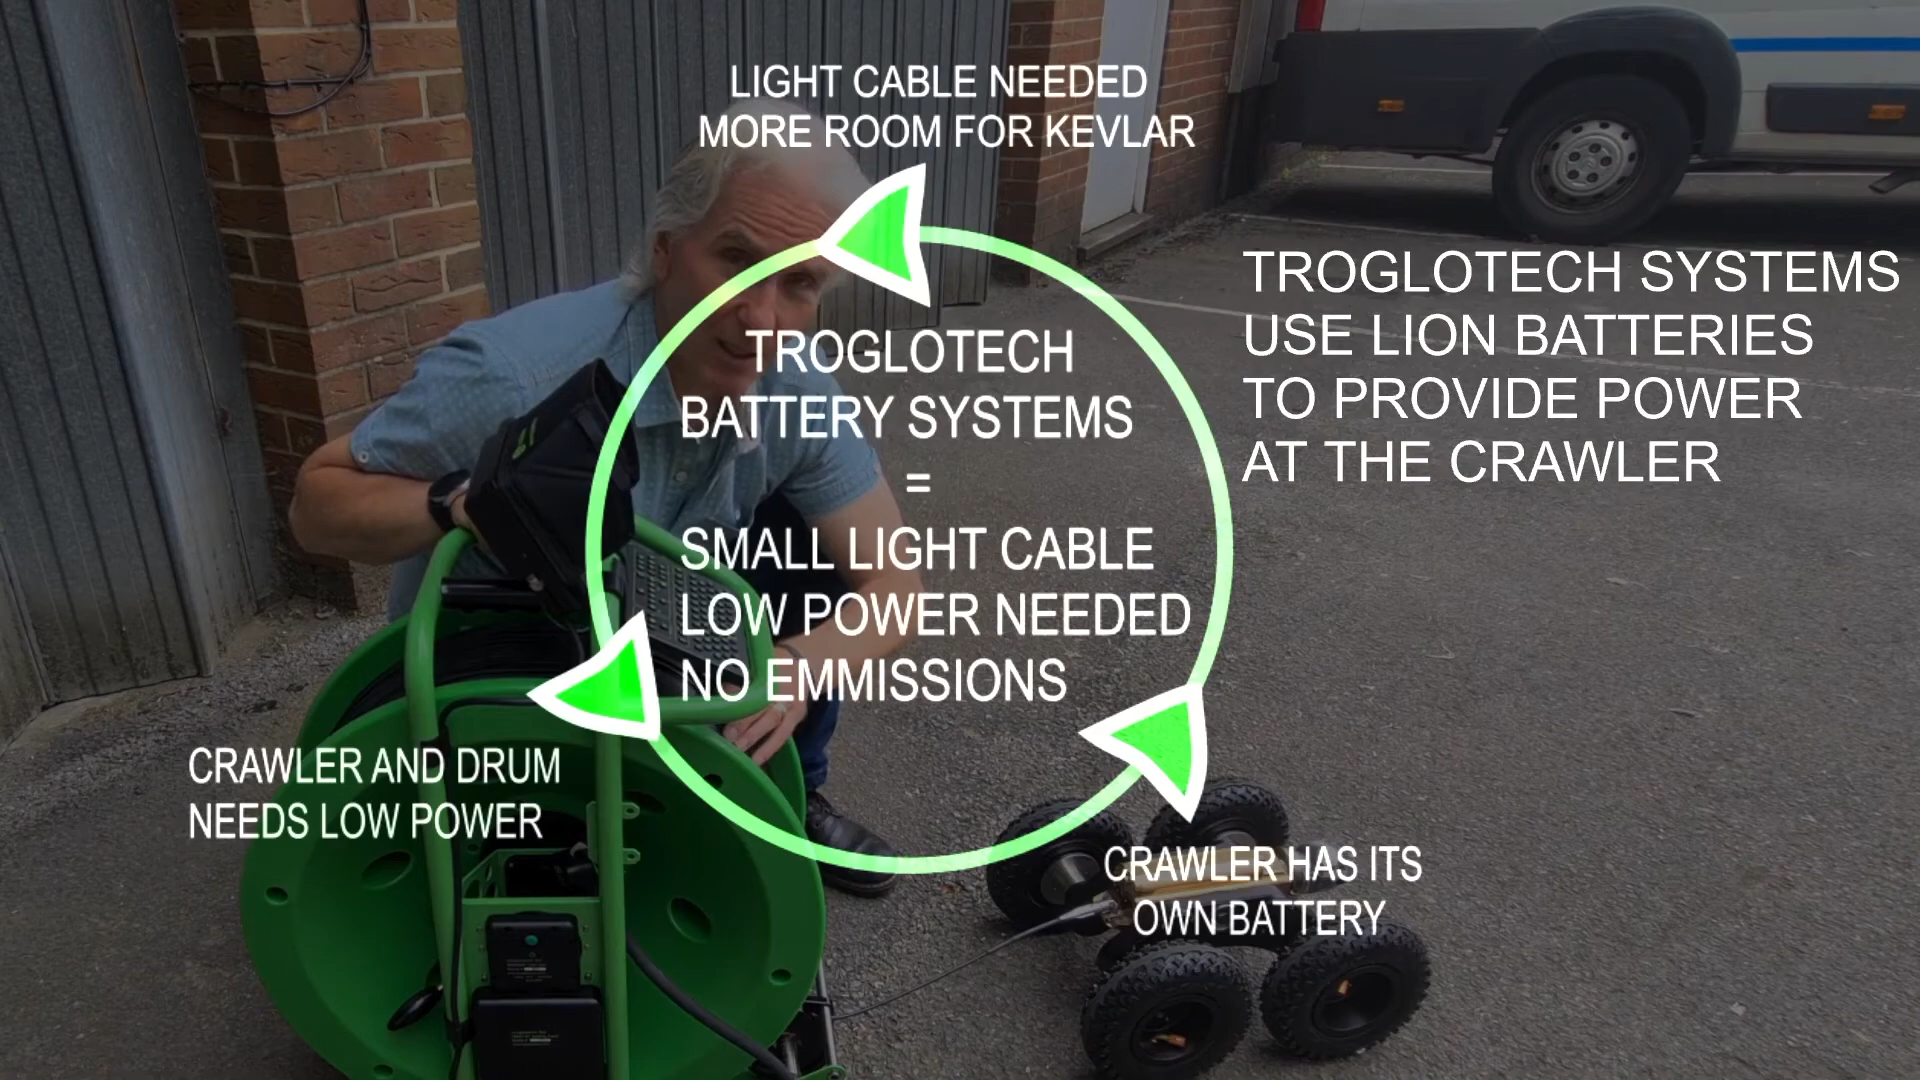 LIGHT CABLE NEEDED
MORE ROOM FOR KEVLAR
TROGLOTECH SYSTEMS
USE LION BATTERIES
TO PROVIDE POWER
AT THE CRAWLER
TROGLOTECH
BATTERY SYSTEMS
=
SMALL LIGHT CABLE
LOW POWER NEEDED
NO EMMISSIONS
CRAWLER AND DRUM
NEEDS LOW POWER
CRAWLER HAS ITS
OWN BATTERY